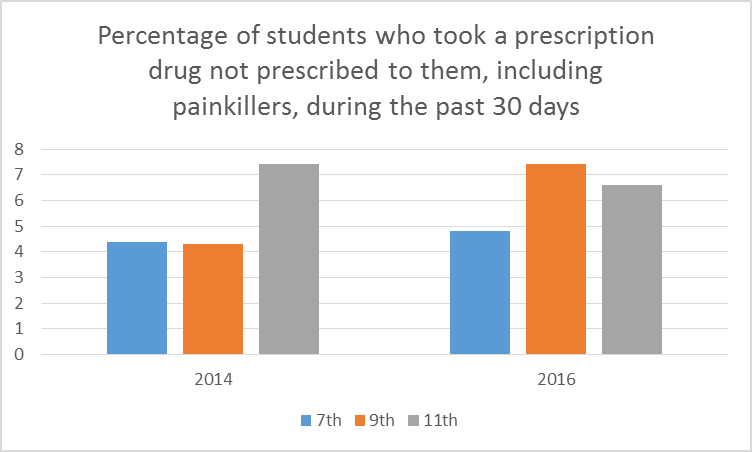 Percentage of students who took a prescription
drug not prescribed to them, including
painkillers, during the past 30 days
8
7
6
5
4
3
2
1
0
2014 2016
7th 9th 11th